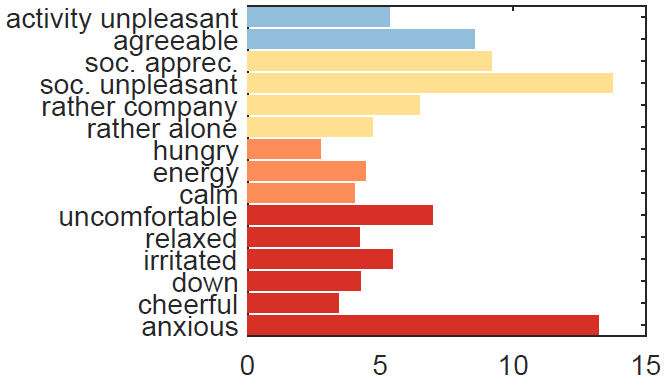 activity unpleasant
agreeable
soc. apprec.
soc. unpleasant
rather company
rather alone
hungry
energy
calm
uncomfortable
relaxed
irritated
down
cheerful
anxious
0 5 10 15